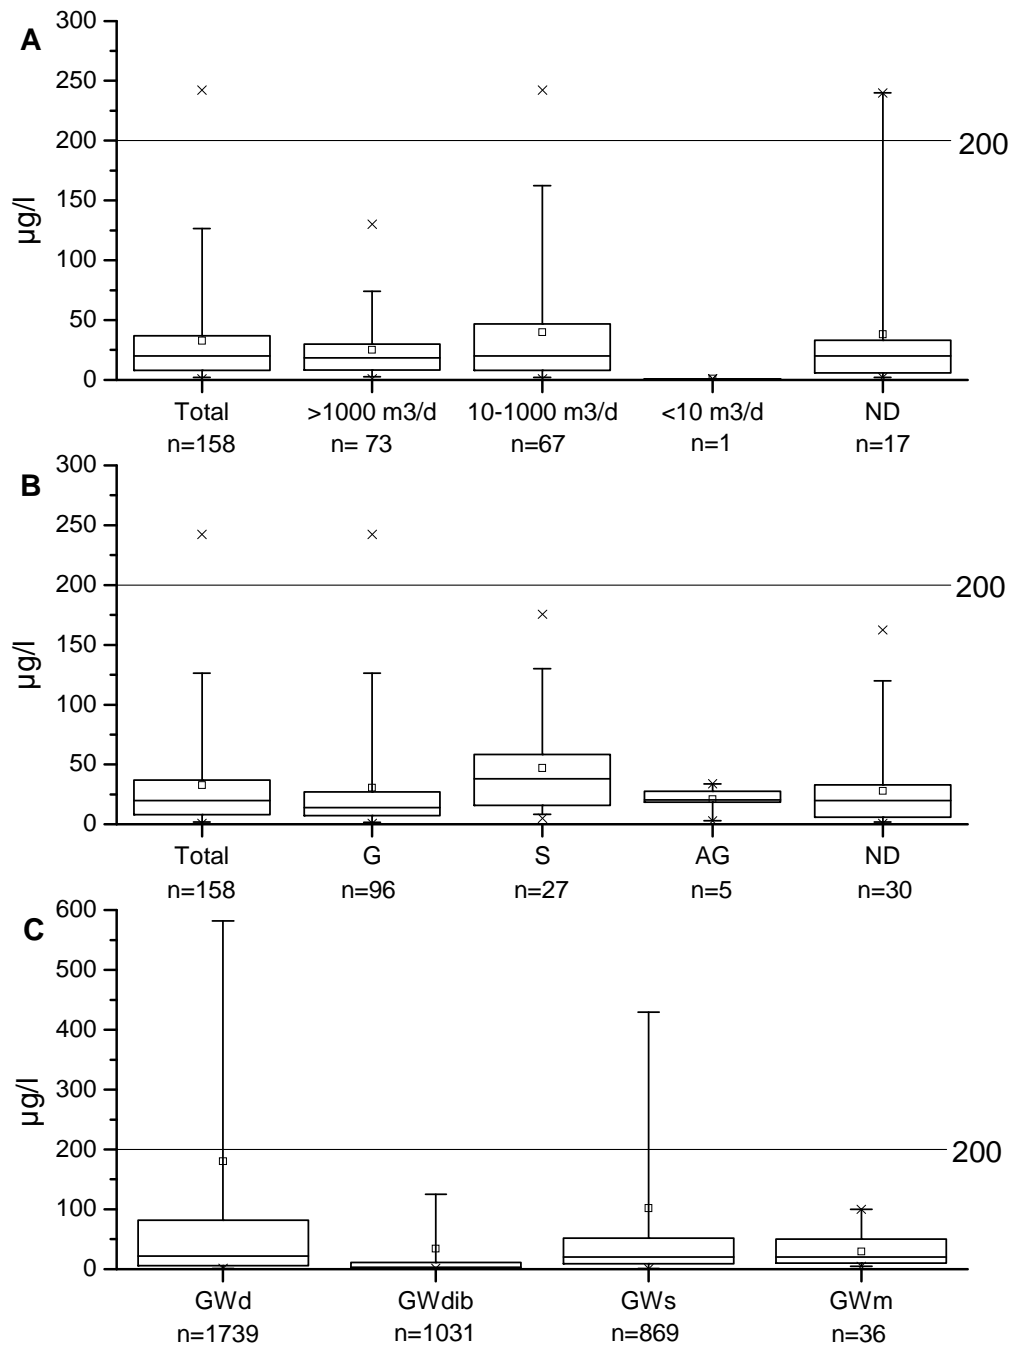 A
300
250
200
200
150
100
50
0
µg/l
Total >1000 m3/d 10-1000 m3/d <10 m3/d ND
n=158 n= 73 n=67 n=1 n=17
B
300
250
200
200
150
100
50
0
µg/l
Total G S AG ND
n=158 n=96 n=27 n=5 n=30
C
600
500
400
300
200
200
100
0
µg/l
GWd GWdib GWs GWm
n=1739 n=1031 n=869 n=36